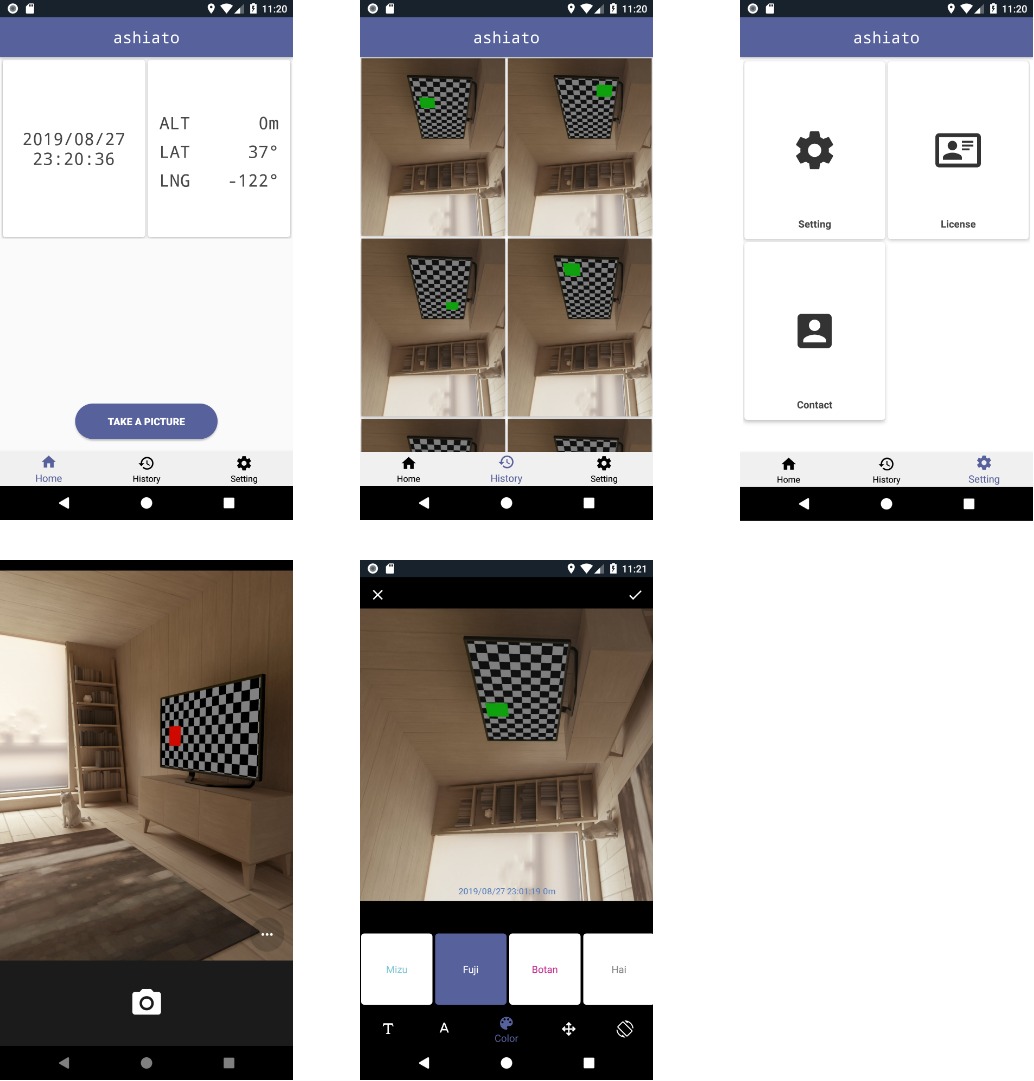 11:20
ashiato
2019/08/27
23:20:36
ALT 0m
LAT 37°
LNG -122°
TAKE A PICTURE
Home History Setting
11:20
ashiato
Home History Setting
11:20
ashiato
Setting License
Contact
Home History Setting
11:21
2019/08/27 23:01:19 0m
Mizu Fuji Botan Hai
T A Color